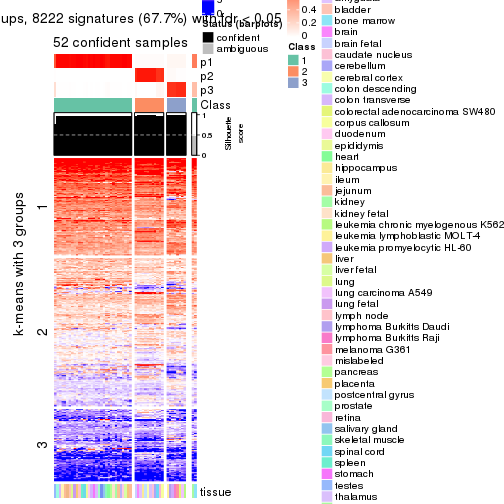 ups, 8222 signatures (67.7%) with fdr < 0.05
52 confident samples
p1
p2
p3
Class
1
0.5
0
Silhouette
score
k-means with 3 groups
1
2
3
tissue
0
Status (barplots)
confident
ambiguous
0.4
0.2
0
Class
1
2
3
bladder
bone marrow
brain
brain fetal
caudate nucleus
cerebellum
cerebral cortex
colon descending
colon transverse
colorectal adenocarcinoma SW480
corpus callosum
duodenum
epididymis
heart
hippocampus
ileum
jejunum
kidney
kidney fetal
leukemia chronic myelogenous K562
leukemia lymphoblastic MOLT-4
leukemia promyelocytic HL-60
liver
liver fetal
lung
lung carcinoma A549
lung fetal
lymph node
lymphoma Burkitts Daudi
lymphoma Burkitts Raji
melanoma G361
mislabeled
pancreas
placenta
postcentral gyrus
prostate
retina
salivary gland
skeletal muscle
spinal cord
spleen
stomach
testes
thalamus